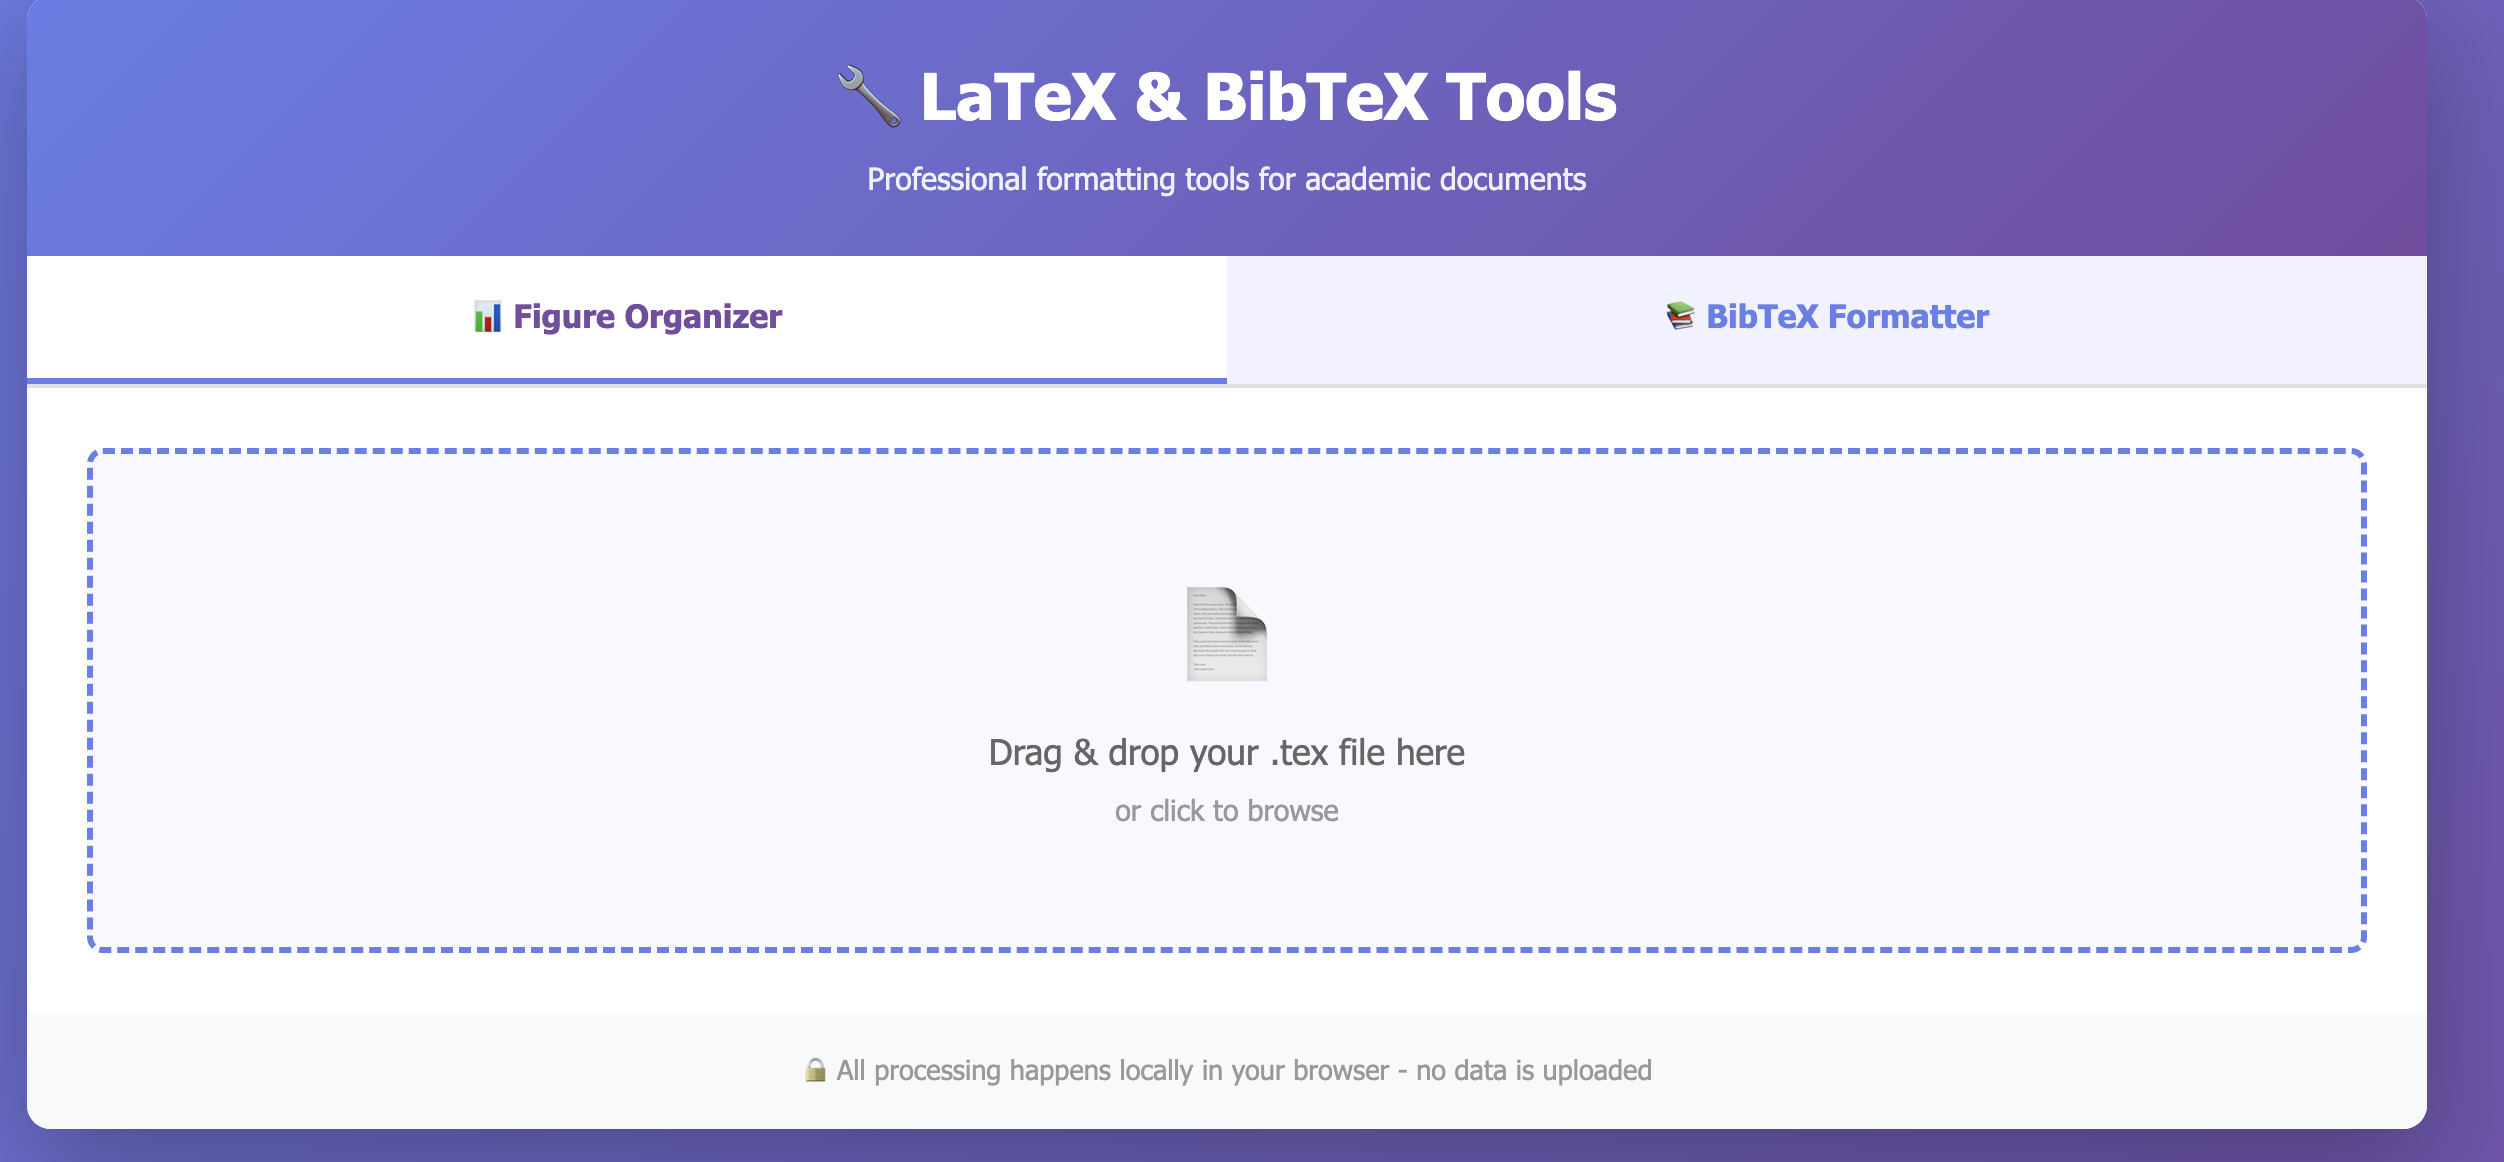 LaTeX & BibTeX Tools
Professional formatting tools for academic documents
Figure Organizer
BibTeX Formatter
Drag & drop your .tex file here
or click to browse
All processing happens locally in your browser - no data is uploaded